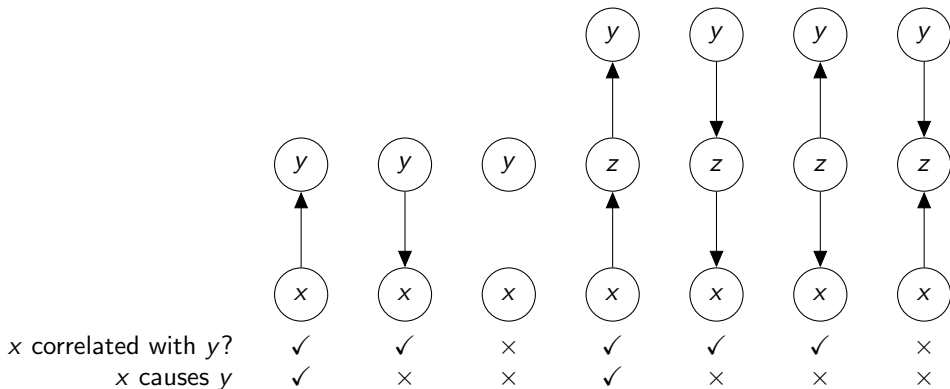 y y y y
y y y z z z z
x x x x x x x
x correlated with y? ✓ ✓ × ✓ ✓ ✓ ×
x causes y ✓ × × ✓ × × ×